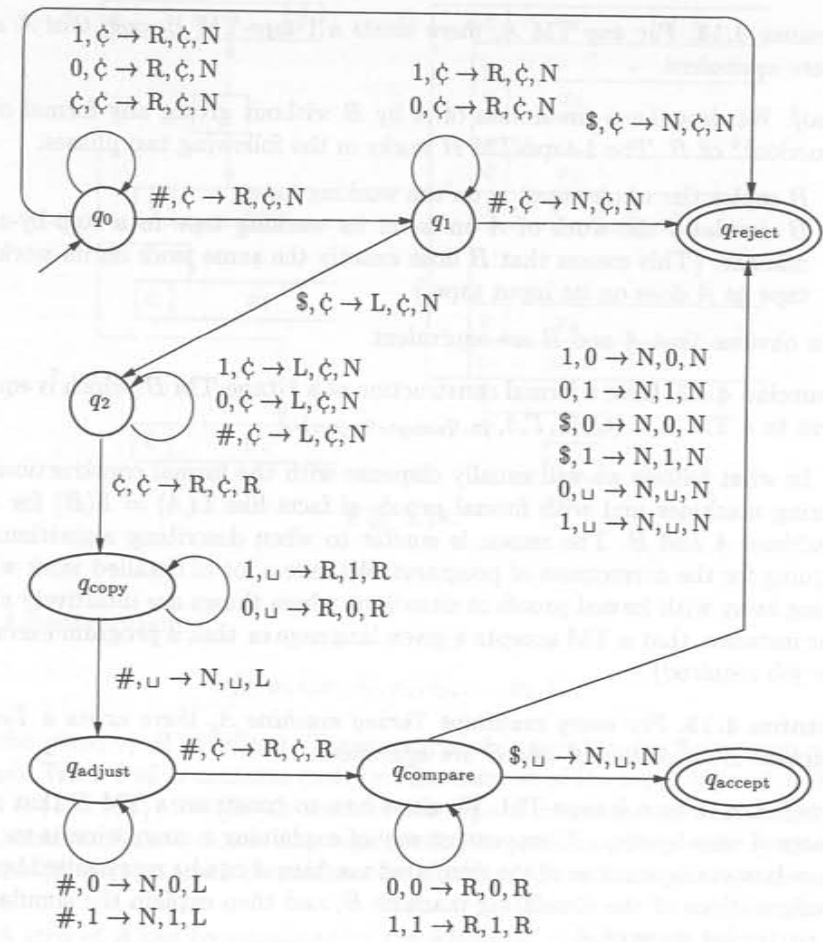 1, ¢ → R, ¢, N
0, ¢ → R, ¢, N
¢, ¢ → R, ¢, N
1, ¢ → R, ¢, N
0, ¢ → R, ¢, N
$, ¢ → N, ¢, N
q0
#, ¢ → R, ¢, N
q1
#, ¢ → N, ¢, N
qreject
$, ¢ → L, ¢, N
q2
1, ¢ → L, ¢, N
0, ¢ → L, ¢, N
#, ¢ → L, ¢, N
1, 0 → N, 0, N
0, 1 → N, 1, N
$, 0 → N, 0, N
$, 1 → N, 1, N
0, ␣ → N, ␣, N
1, ␣ → N, ␣, N
¢, ¢ → R, ¢, R
qcopy
1, ␣ → R, 1, R
0, ␣ → R, 0, R
#, ␣ → N, ␣, L
qadjust
#, ¢ → R, ¢, R
qcompare
$, ␣ → N, ␣, N
qaccept
#, 0 → N, 0, L
#, 1 → N, 1, L
0, 0 → R, 0, R
1, 1 → R, 1, R